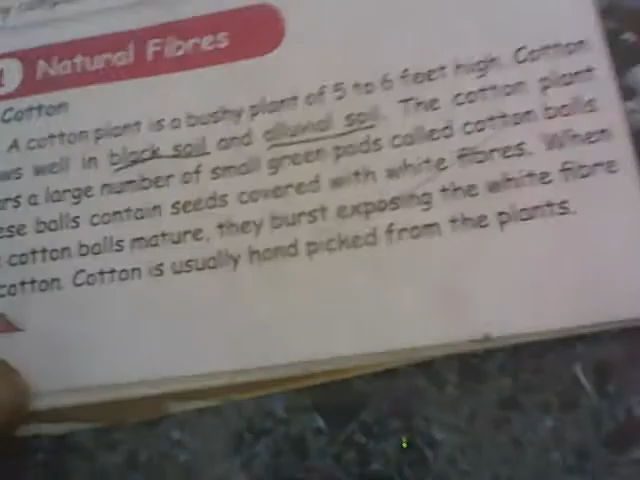 Natural Fibres
Cotton
A cotton plant is a bushy plant of 5 to 6 feet high. Cotton
ws well in black soil and alluvial soil. The cotton plant
rs a large number of small green pods called cotton balls
ese balls contain seeds covered with white fibres. When
cotton balls mature, they burst exposing the white fibre
cotton. Cotton is usually hand picked from the plants.